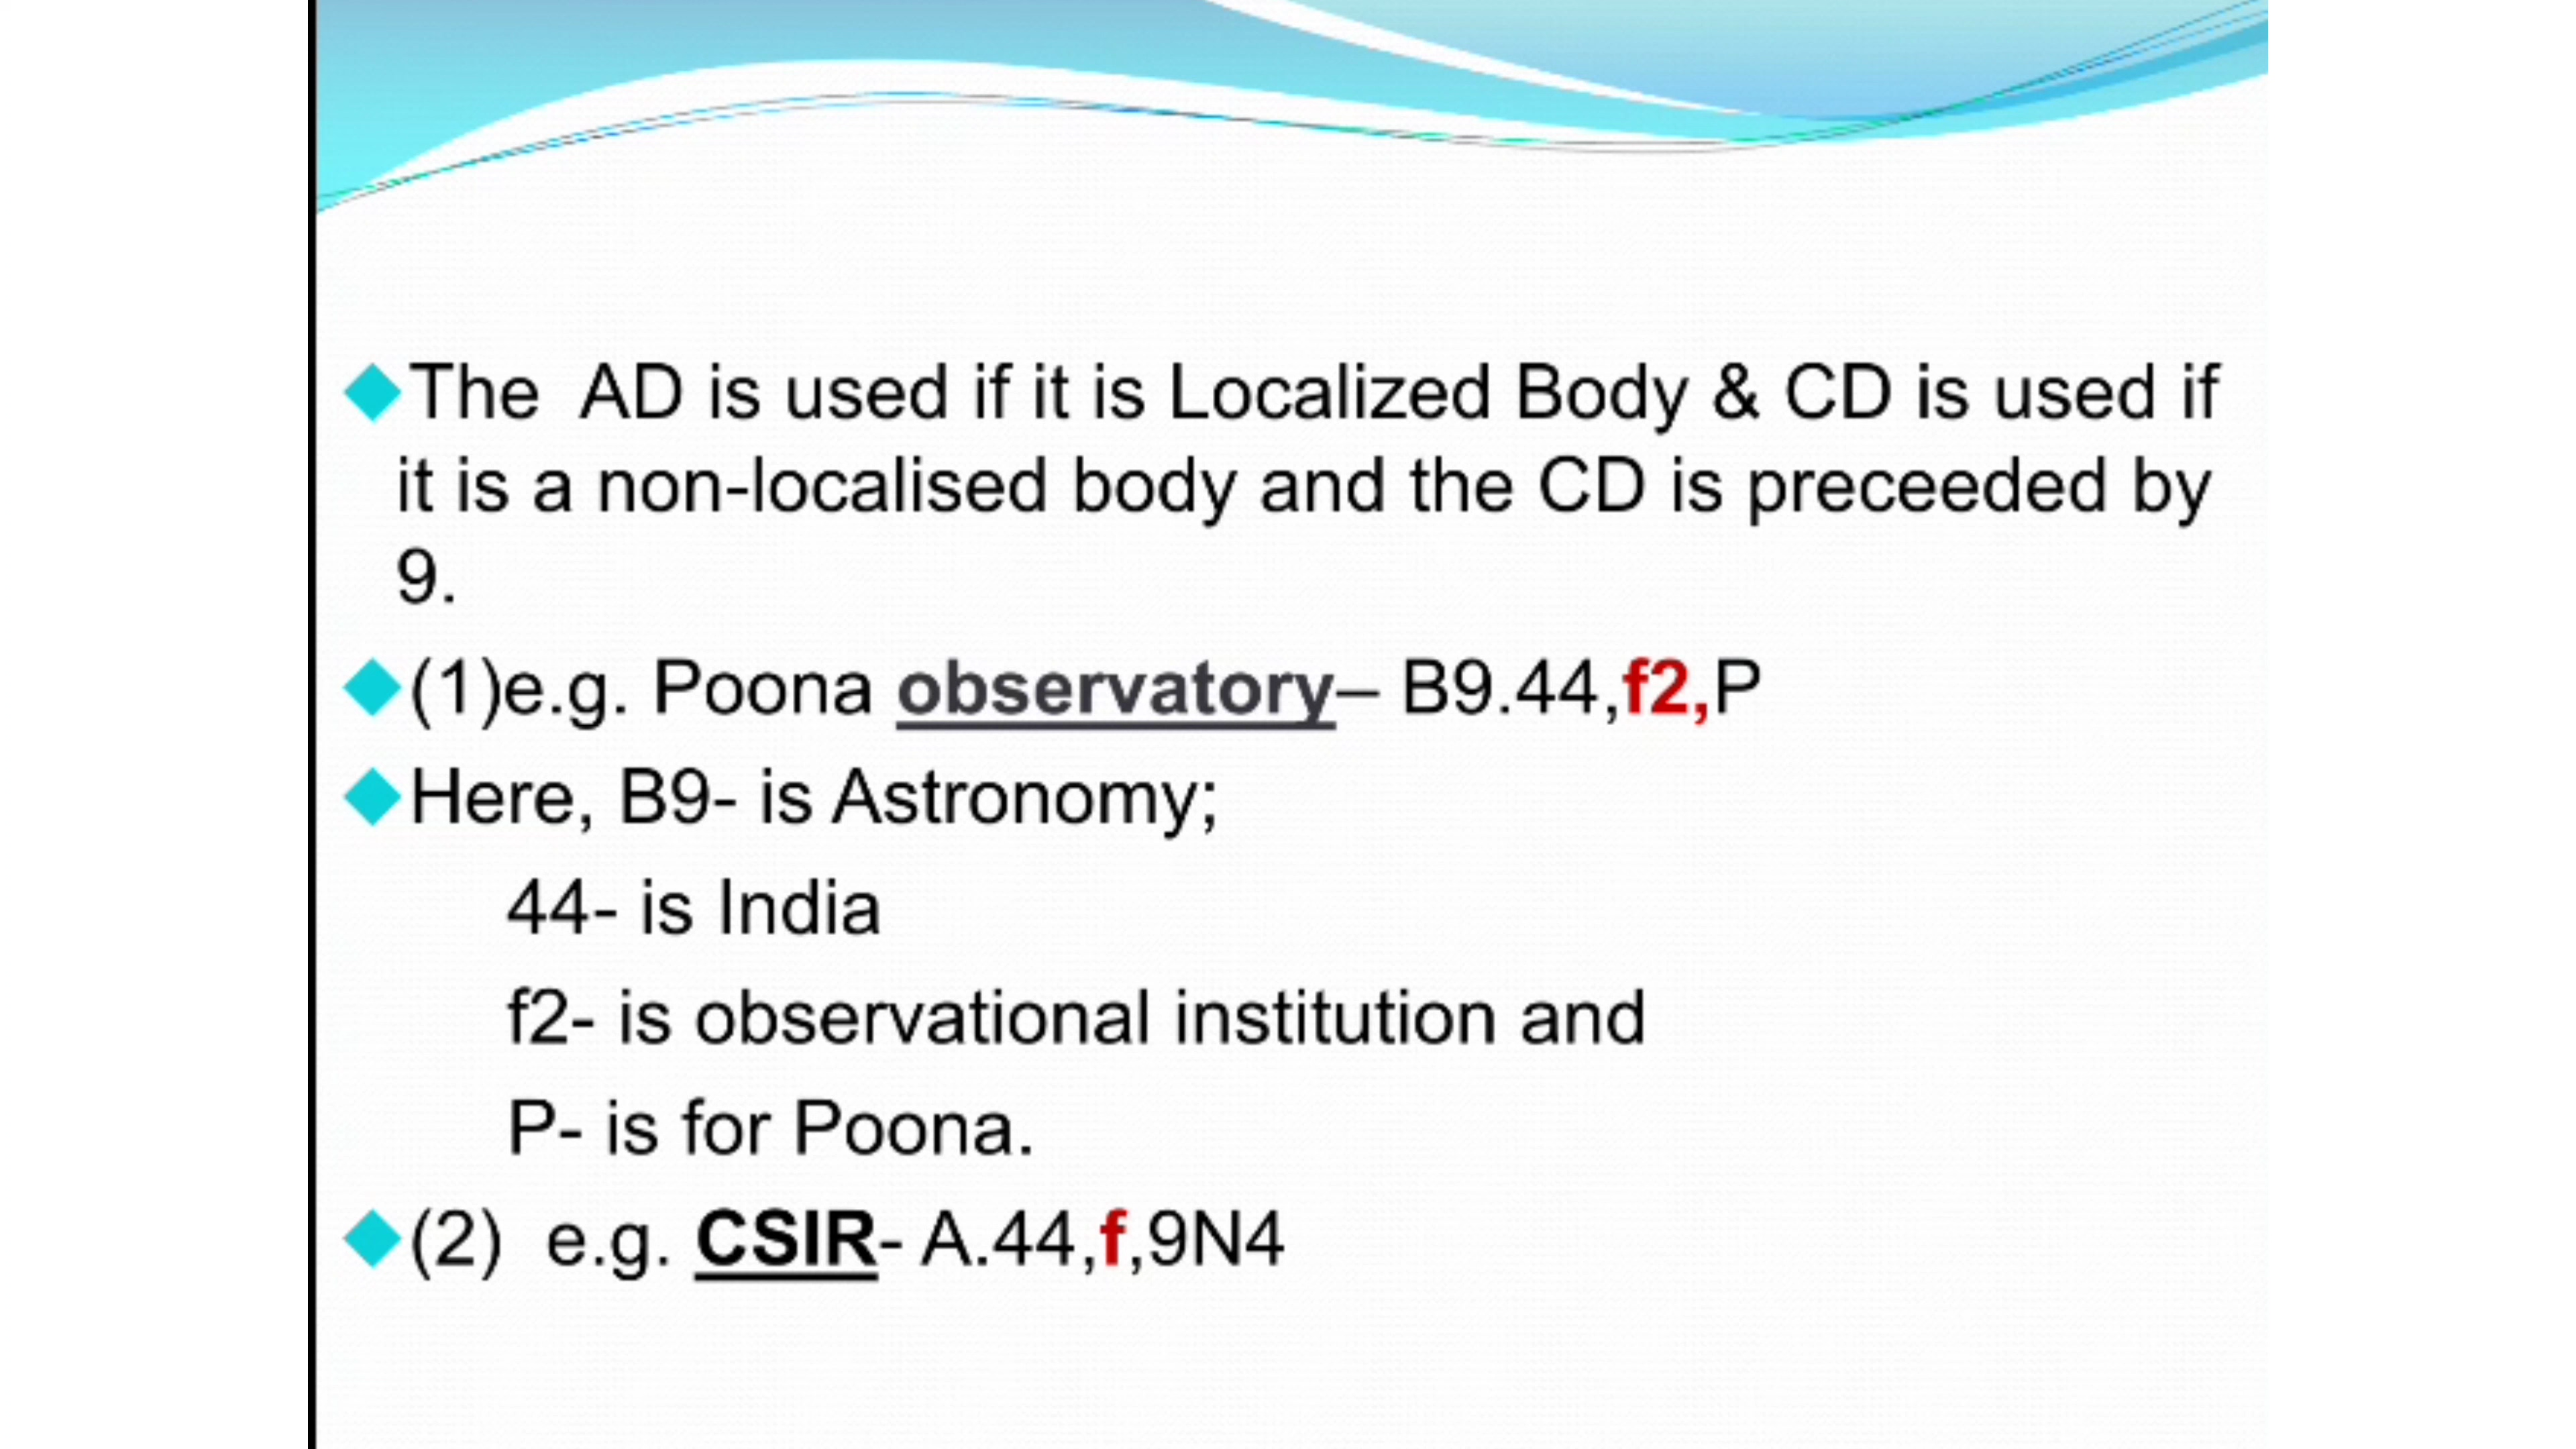 The  AD is used if it is Localized Body & CD is used if
it is a non-localised body and the CD is preceeded by
9.
(1)e.g. Poona observatory– B9.44,f2,P
Here, B9- is Astronomy;
44- is India
f2- is observational institution and
P- is for Poona.
(2)  e.g. CSIR- A.44,f,9N4